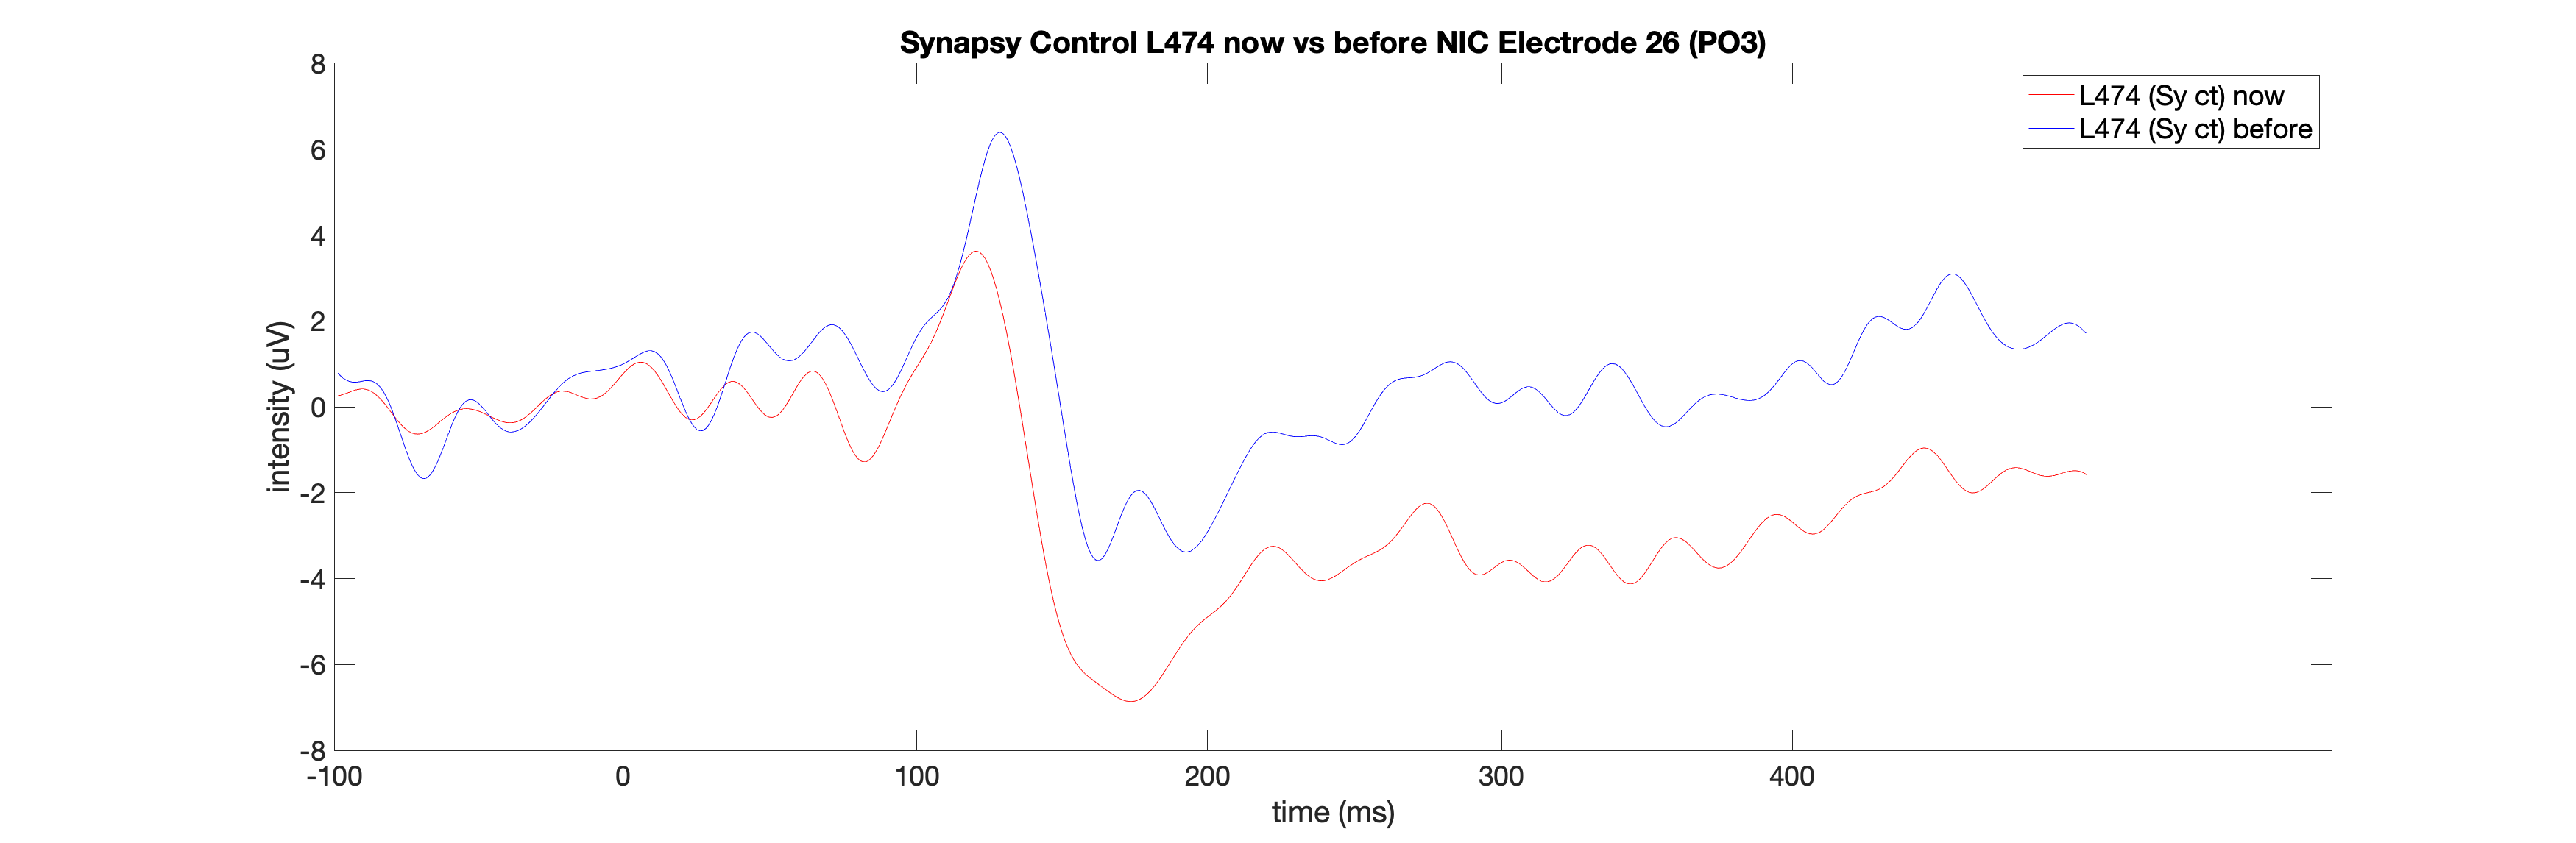 Synapsy Control L474 now vs before NIC Electrode 26 (PO3)
8
6
4
2
0
-2
-4
-6
-8
intensity (uV)
L474 (Sy ct) now
L474 (Sy ct) before
-100 0 100 200 300 400
time (ms)